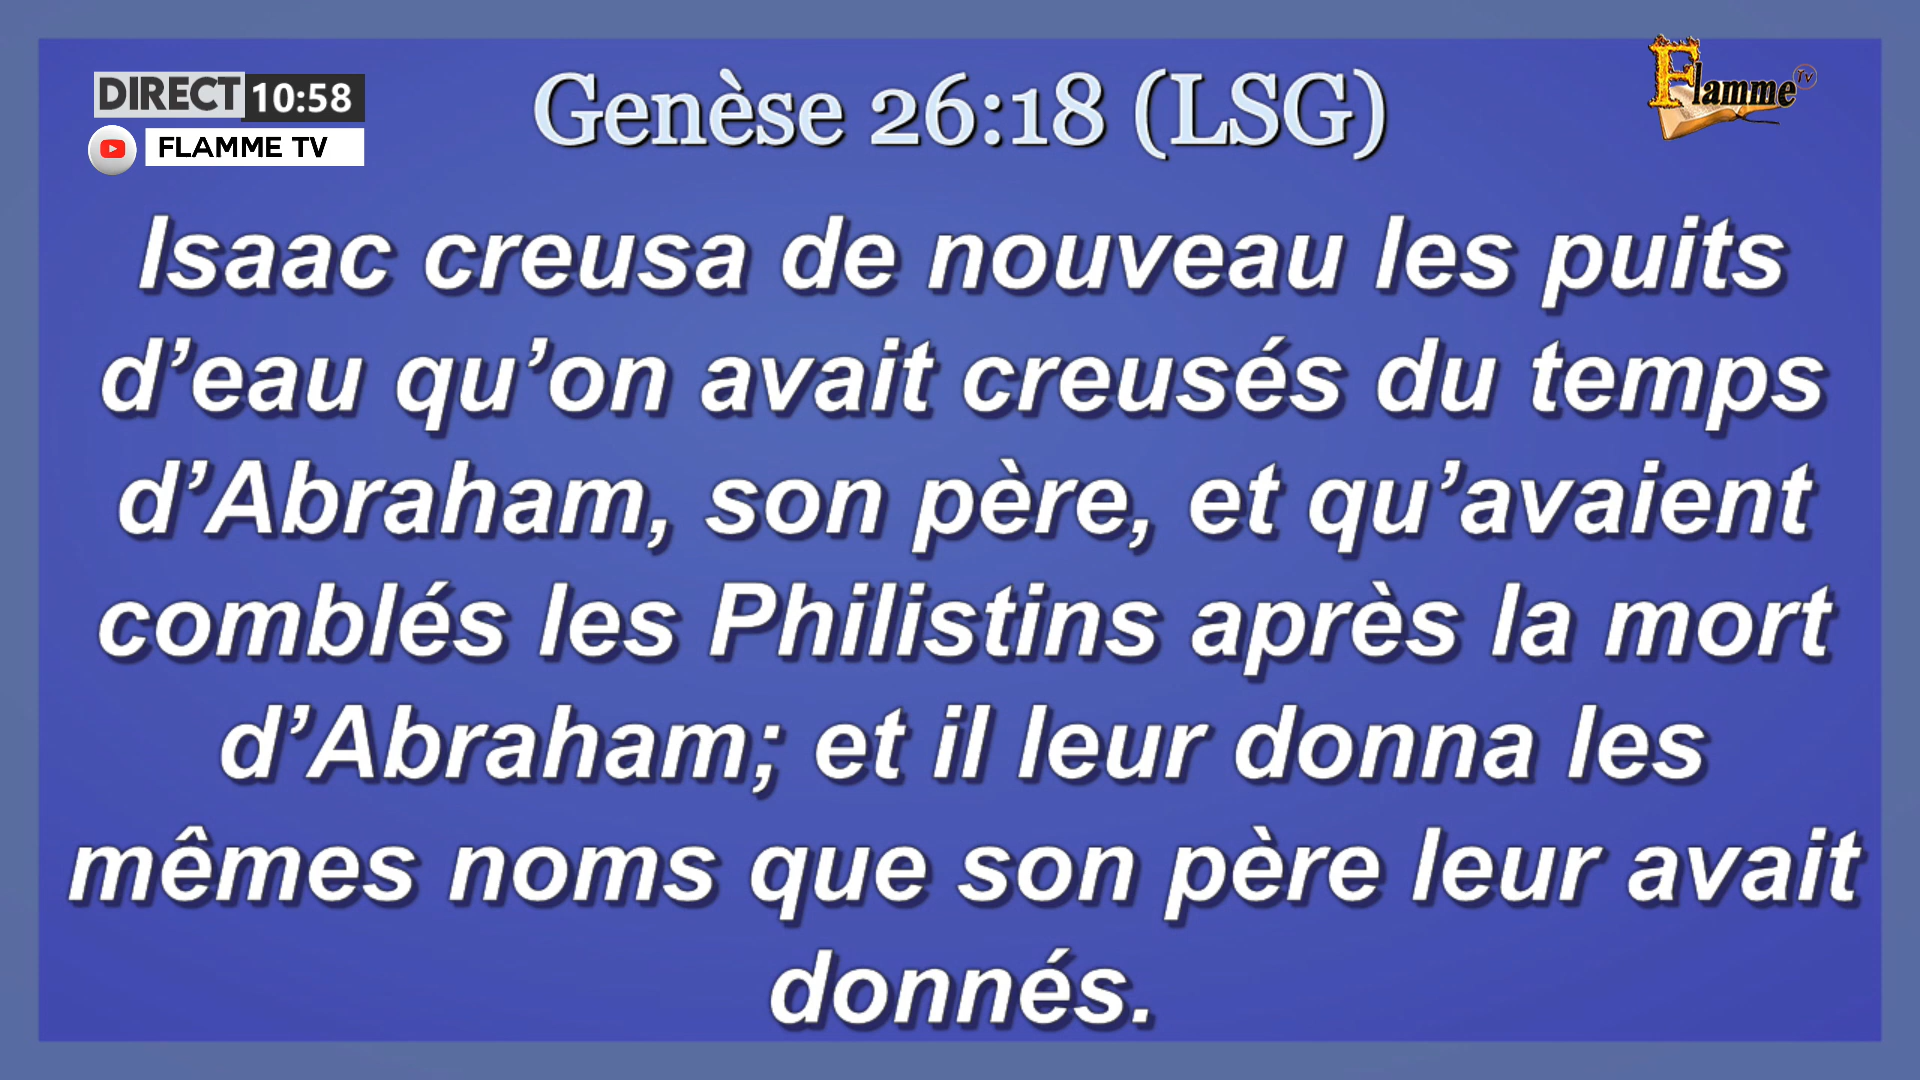 DIRECT 10:58
FLAMME TV
Genèse 26:18 (LSG)
Flamme Tv
Isaac creusa de nouveau les puits
d’eau qu’on avait creusés du temps
d’Abraham, son père, et qu’avaient
comblés les Philistins après la mort
d’Abraham; et il leur donna les
mêmes noms que son père leur avait
donnés.